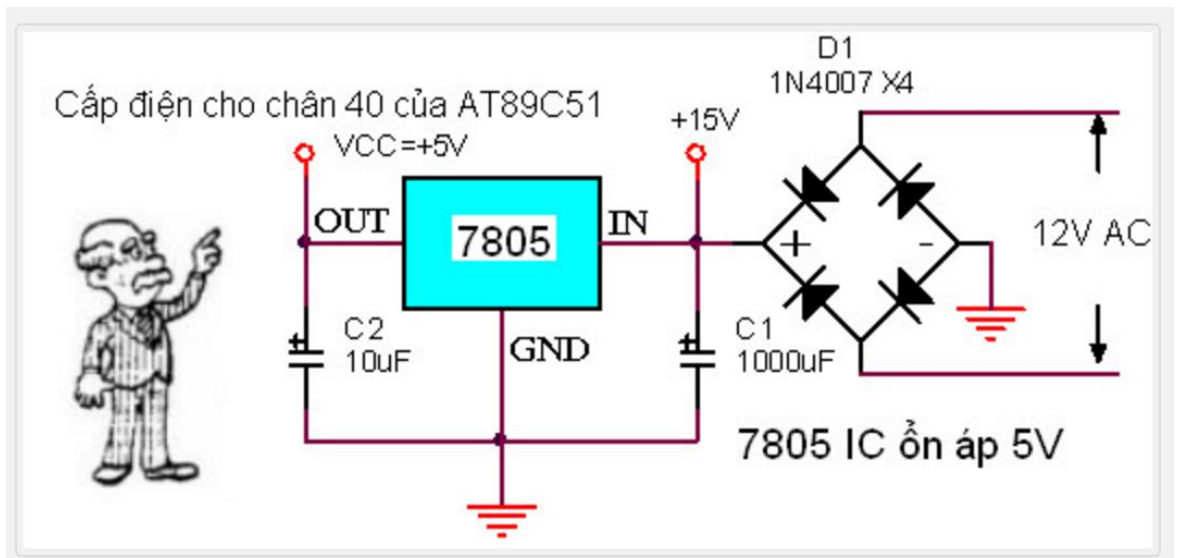 D1
1N4007 X4
Cấp điện cho chân 40 của AT89C51
+15V
VCC=+5V
OUT
7805
IN
+
-
12V AC
C2
10uF
GND
C1
1000uF
7805 IC ổn áp 5V